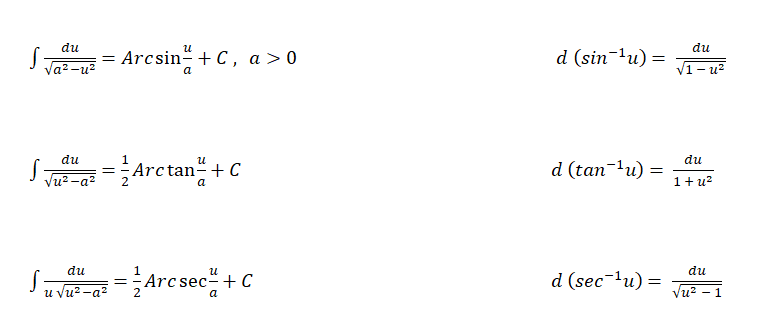 ∫ du/√(a²−u²) = Arcsin u/a + C , a > 0    d (sin⁻¹u) = du/√(1−u²)
∫ du/√(u²−a²) = 1/2 Arctan u/a + C    d (tan⁻¹u) = du/(1+u²)
∫ du/(u√(u²−a²)) = 1/2 Arcsec u/a + C    d (sec⁻¹u) = du/√(u²−1)